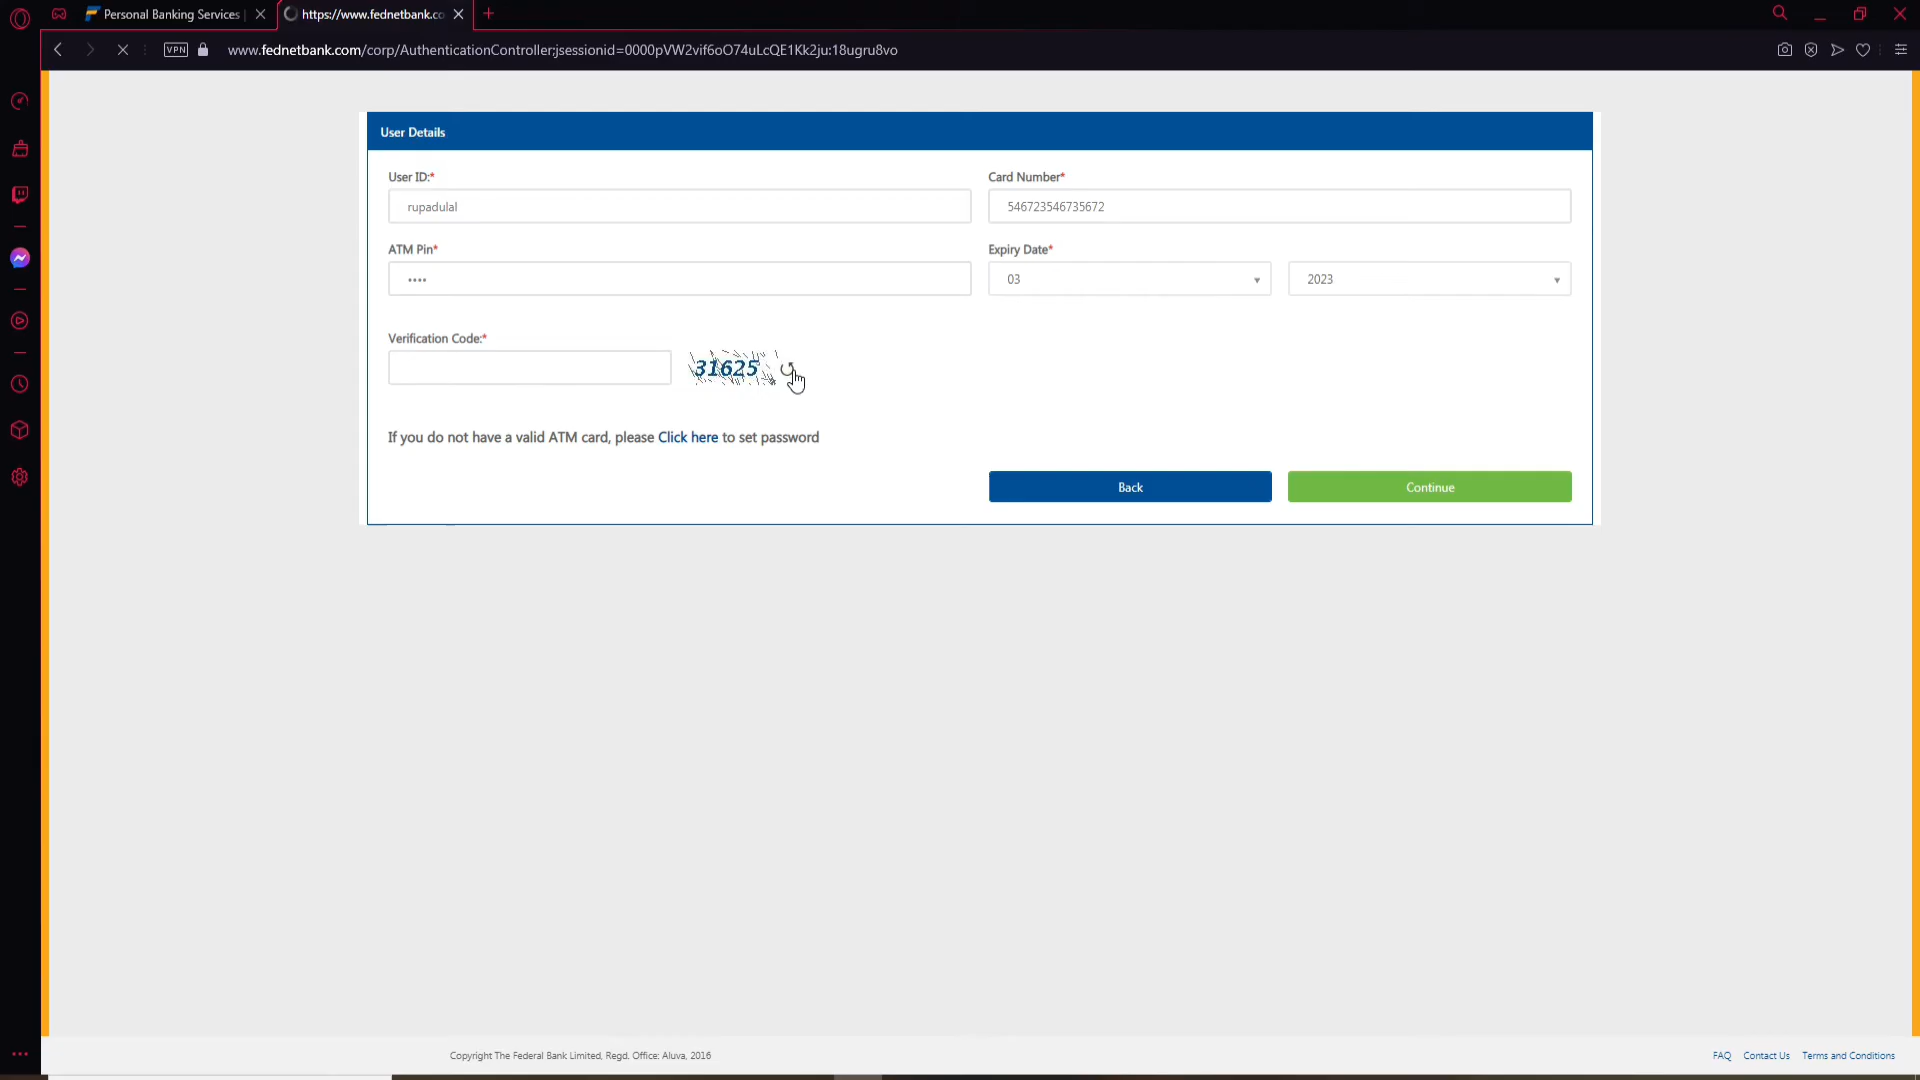 Personal Banking Services |
https://www.fednetbank.co
VPN
www.fednetbank.com/corp/AuthenticationController;jsessionid=0000pVW2vif6oO74uLcQE1Kk2ju:18ugru8vo
User Details
User ID:*
Card Number*
rupadulal
546723546735672
ATM Pin*
Expiry Date*
••••
03
2023
Verification Code:*
31625
If you do not have a valid ATM card, please Click here to set password
Back
Continue
Copyright The Federal Bank Limited, Regd. Office: Aluva, 2016
FAQ
Contact Us
Terms and Conditions